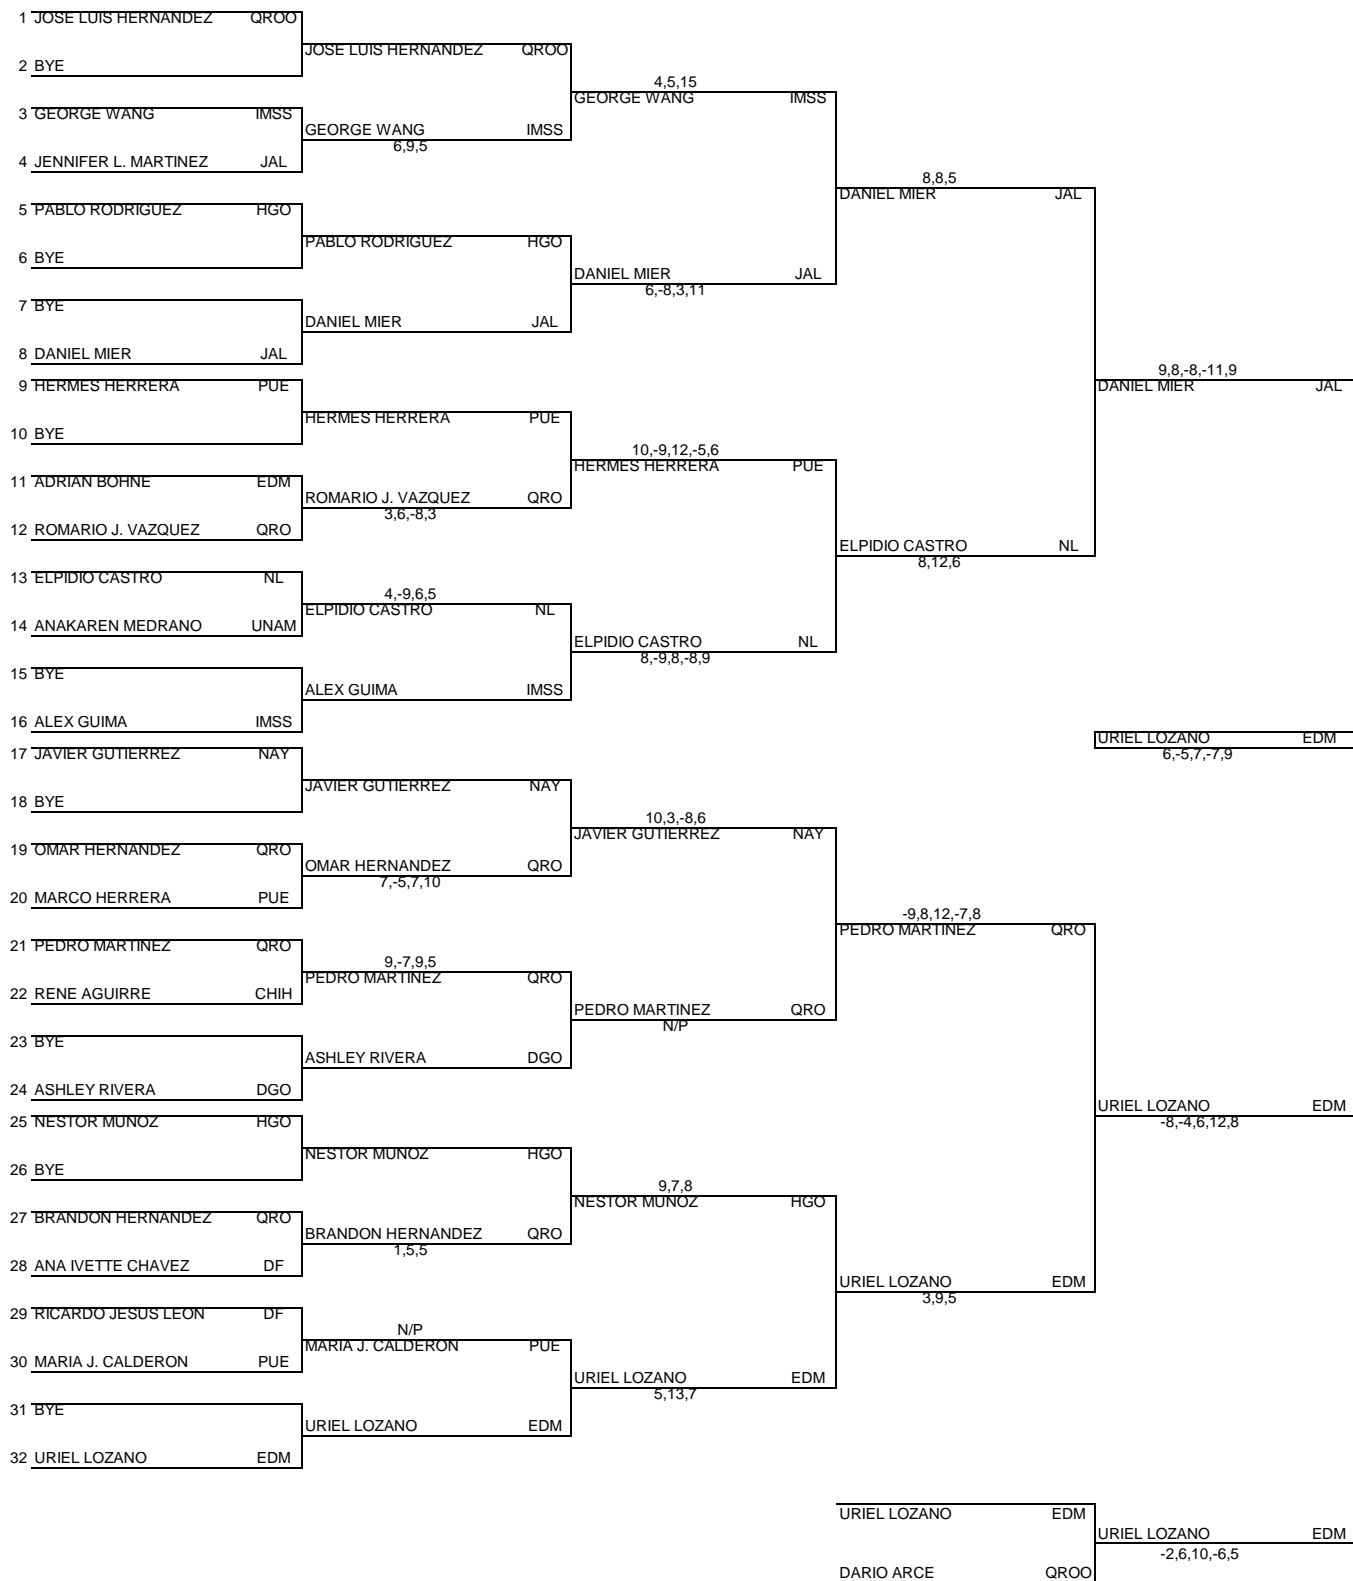 1 JOSE LUIS HERNANDEZ QROO
JOSE LUIS HERNANDEZ QROO
2 BYE
4,5,15
GEORGE WANG IMSS
3 GEORGE WANG IMSS
GEORGE WANG IMSS
6,9,5
4 JENNIFER L. MARTINEZ JAL
8,8,5
DANIEL MIER JAL
5 PABLO RODRIGUEZ HGO
PABLO RODRIGUEZ HGO
6 BYE
DANIEL MIER JAL
6,-8,3,11
7 BYE
DANIEL MIER JAL
8 DANIEL MIER JAL
9,8,-8,-11,9
DANIEL MIER JAL
9 HERMES HERRERA PUE
HERMES HERRERA PUE
10 BYE
10,-9,12,-5,6
HERMES HERRERA PUE
11 ADRIAN BOHNE EDM
ROMARIO J. VAZQUEZ QRO
3,6,-8,3
12 ROMARIO J. VAZQUEZ QRO
ELPIDIO CASTRO NL
8,12,6
13 ELPIDIO CASTRO NL
4,-9,6,5
ELPIDIO CASTRO NL
14 ANAKAREN MEDRANO UNAM
ELPIDIO CASTRO NL
8,-9,8,-8,9
15 BYE
ALEX GUIMA IMSS
16 ALEX GUIMA IMSS
URIEL LOZANO EDM
6,-5,7,-7,9
17 JAVIER GUTIERREZ NAY
JAVIER GUTIERREZ NAY
18 BYE
10,3,-8,6
JAVIER GUTIERREZ NAY
19 OMAR HERNANDEZ QRO
OMAR HERNANDEZ QRO
7,-5,7,10
20 MARCO HERRERA PUE
-9,8,12,-7,8
PEDRO MARTINEZ QRO
21 PEDRO MARTINEZ QRO
9,-7,9,5
PEDRO MARTINEZ QRO
22 RENE AGUIRRE CHIH
PEDRO MARTINEZ QRO
N/P
23 BYE
ASHLEY RIVERA DGO
24 ASHLEY RIVERA DGO
URIEL LOZANO EDM
-8,-4,6,12,8
25 NESTOR MUÑOZ HGO
NESTOR MUÑOZ HGO
26 BYE
9,7,8
NESTOR MUÑOZ HGO
27 BRANDON HERNANDEZ QRO
BRANDON HERNANDEZ QRO
1,5,5
28 ANA IVETTE CHAVEZ DF
URIEL LOZANO EDM
3,9,5
29 RICARDO JESUS LEON DF
N/P
MARIA J. CALDERON PUE
30 MARIA J. CALDERON PUE
URIEL LOZANO EDM
5,13,7
31 BYE
URIEL LOZANO EDM
32 URIEL LOZANO EDM
URIEL LOZANO EDM
URIEL LOZANO EDM
-2,6,10,-6,5
DARIO ARCE QROO